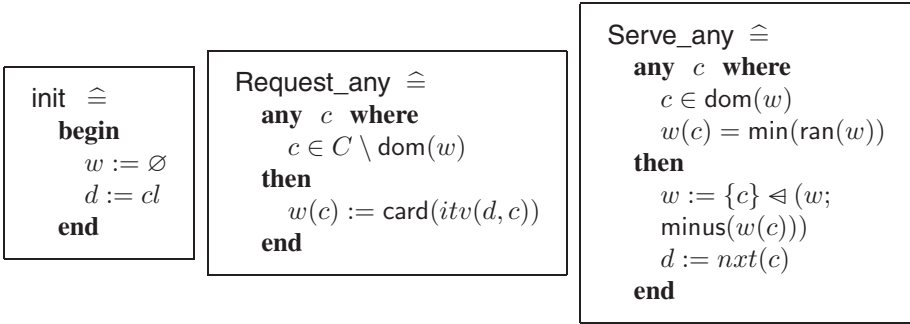 init ≙
begin
w := ∅
d := cl
end
Request_any ≙
any c where
c ∈ C \ dom(w)
then
w(c) := card(itv(d, c))
end
Serve_any ≙
any c where
c ∈ dom(w)
w(c) = min(ran(w))
then
w := {c} ⩤ (w;
minus(w(c)))
d := nxt(c)
end